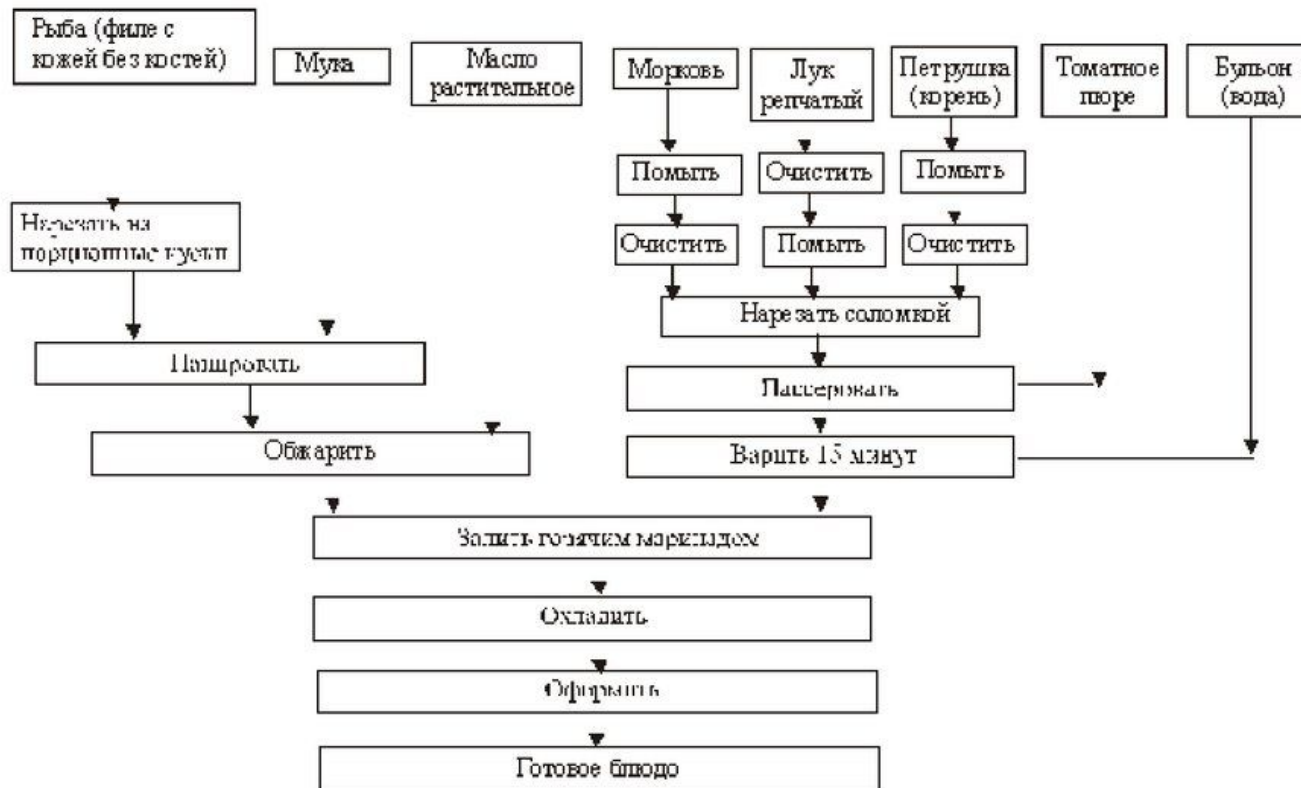 Рыба (филе с
кожей без костей)
Мука
Масло
растительное
Морковь
Лук
репчатый
Петрушка
(корень)
Томатное
пюре
Бульон
(вода)
Помыть
Очистить
Помыть
Нарезать на
порционные куски
Очистить
Помыть
Очистить
Нарезать соломкой
Панировать
Пассеровать
Обжарить
Варить 15 минут
Залить горячим маринадом
Охладить
Оформить
Готовое блюдо